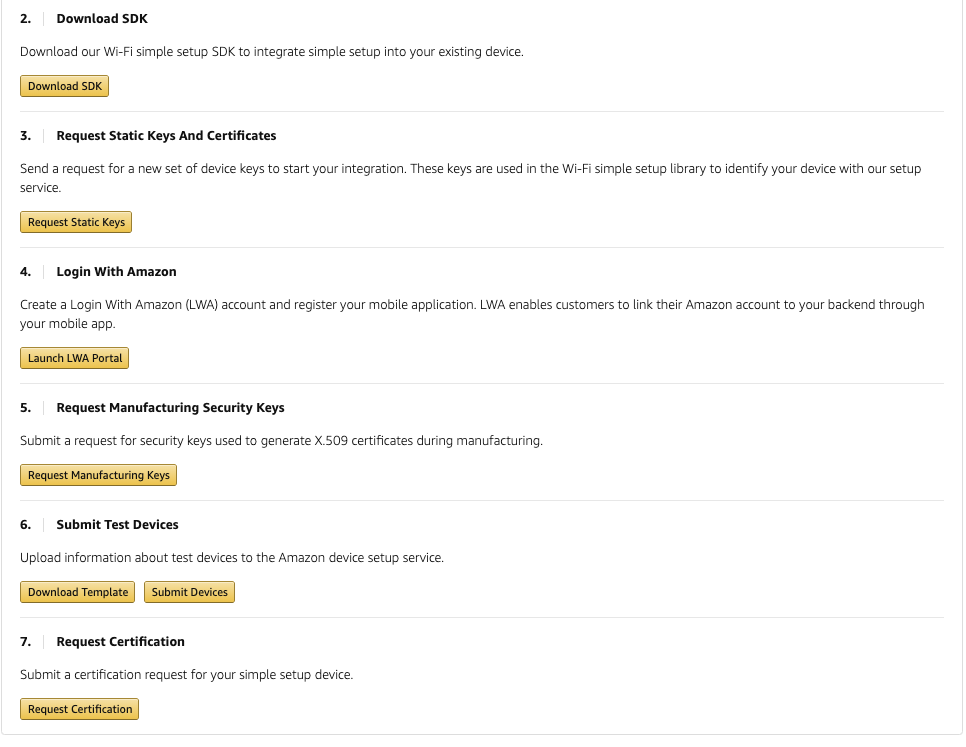 2. Download SDK
Download our Wi-Fi simple setup SDK to integrate simple setup into your existing device.
Download SDK
3. Request Static Keys And Certificates
Send a request for a new set of device keys to start your integration. These keys are used in the Wi-Fi simple setup library to identify your device with our setup
service.
Request Static Keys
4. Login With Amazon
Create a Login With Amazon (LWA) account and register your mobile application. LWA enables customers to link their Amazon account to your backend through
your mobile app.
Launch LWA Portal
5. Request Manufacturing Security Keys
Submit a request for security keys used to generate X.509 certificates during manufacturing.
Request Manufacturing Keys
6. Submit Test Devices
Upload information about test devices to the Amazon device setup service.
Download Template Submit Devices
7. Request Certification
Submit a certification request for your simple setup device.
Request Certification